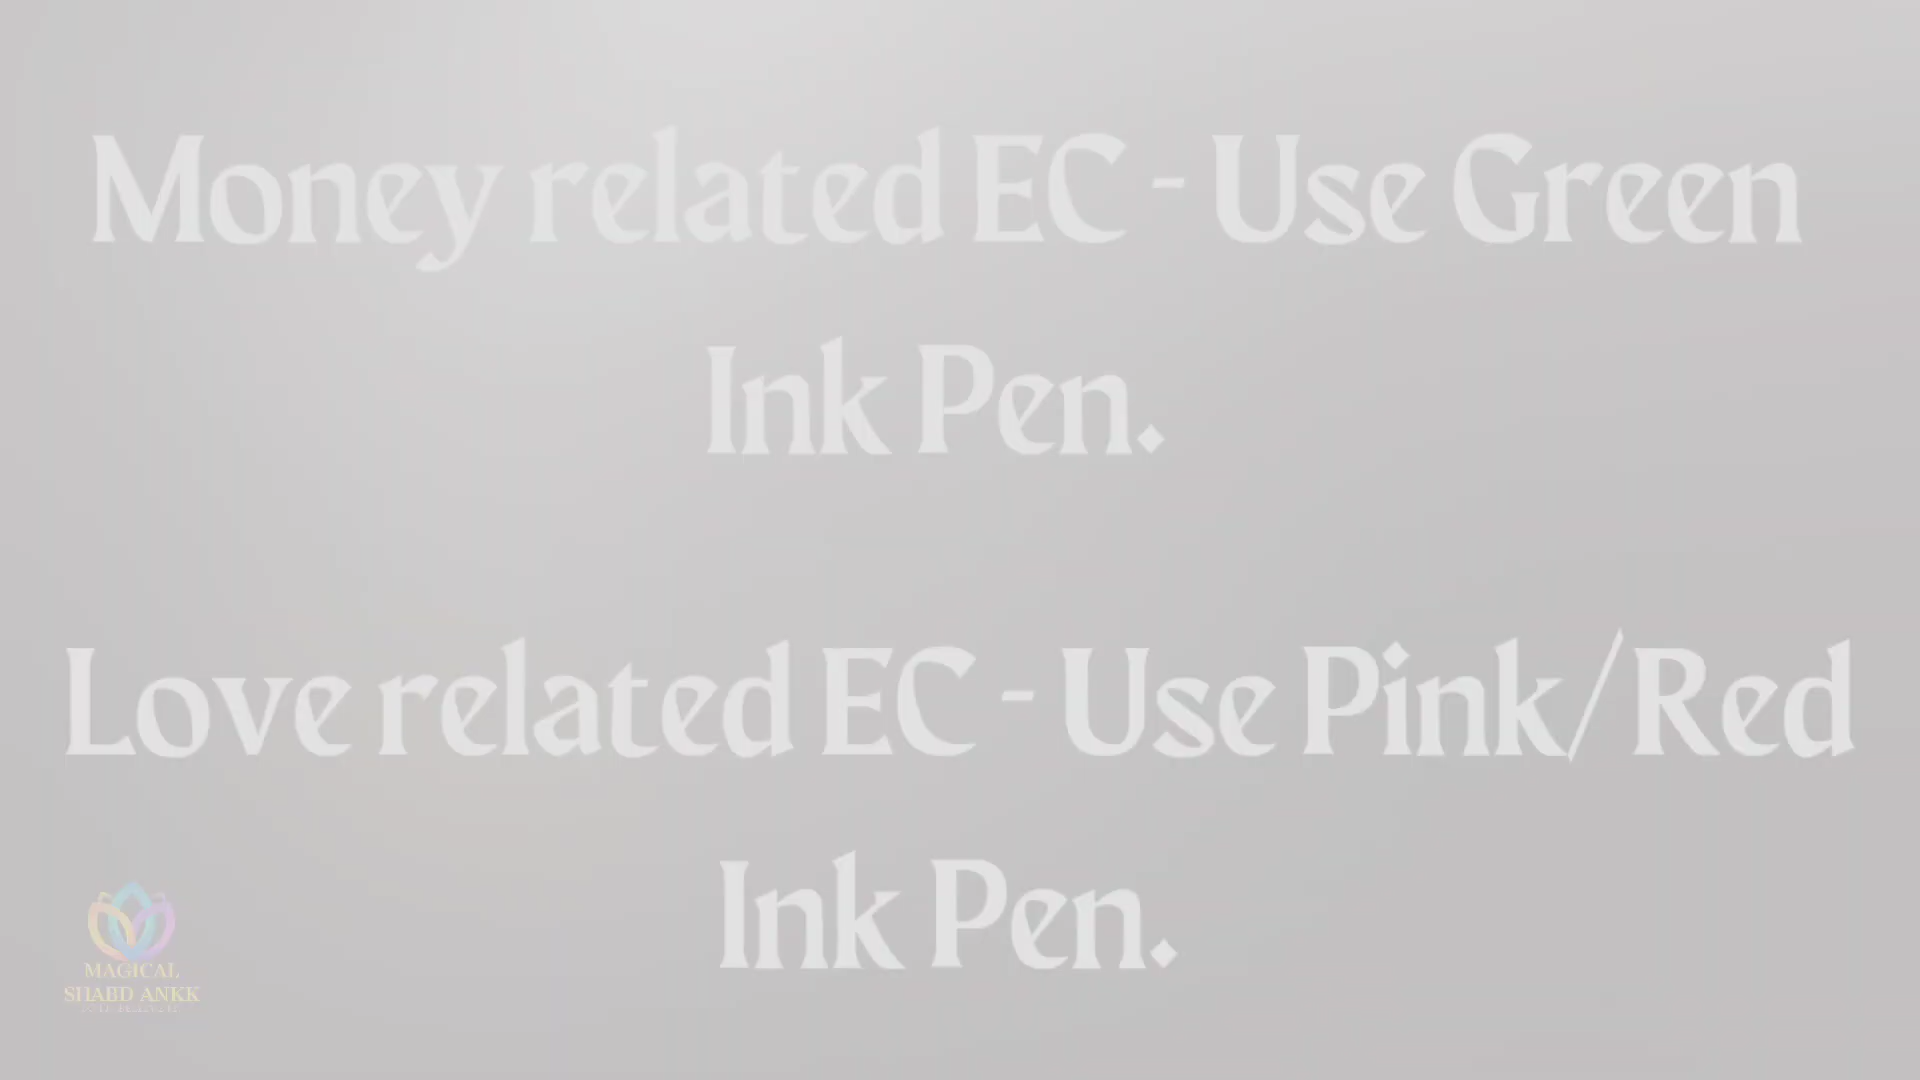 Money related EC - Use Green
Ink Pen.
Love related EC - Use Pink/Red
Ink Pen.
MAGICAL
SHABD ANKK